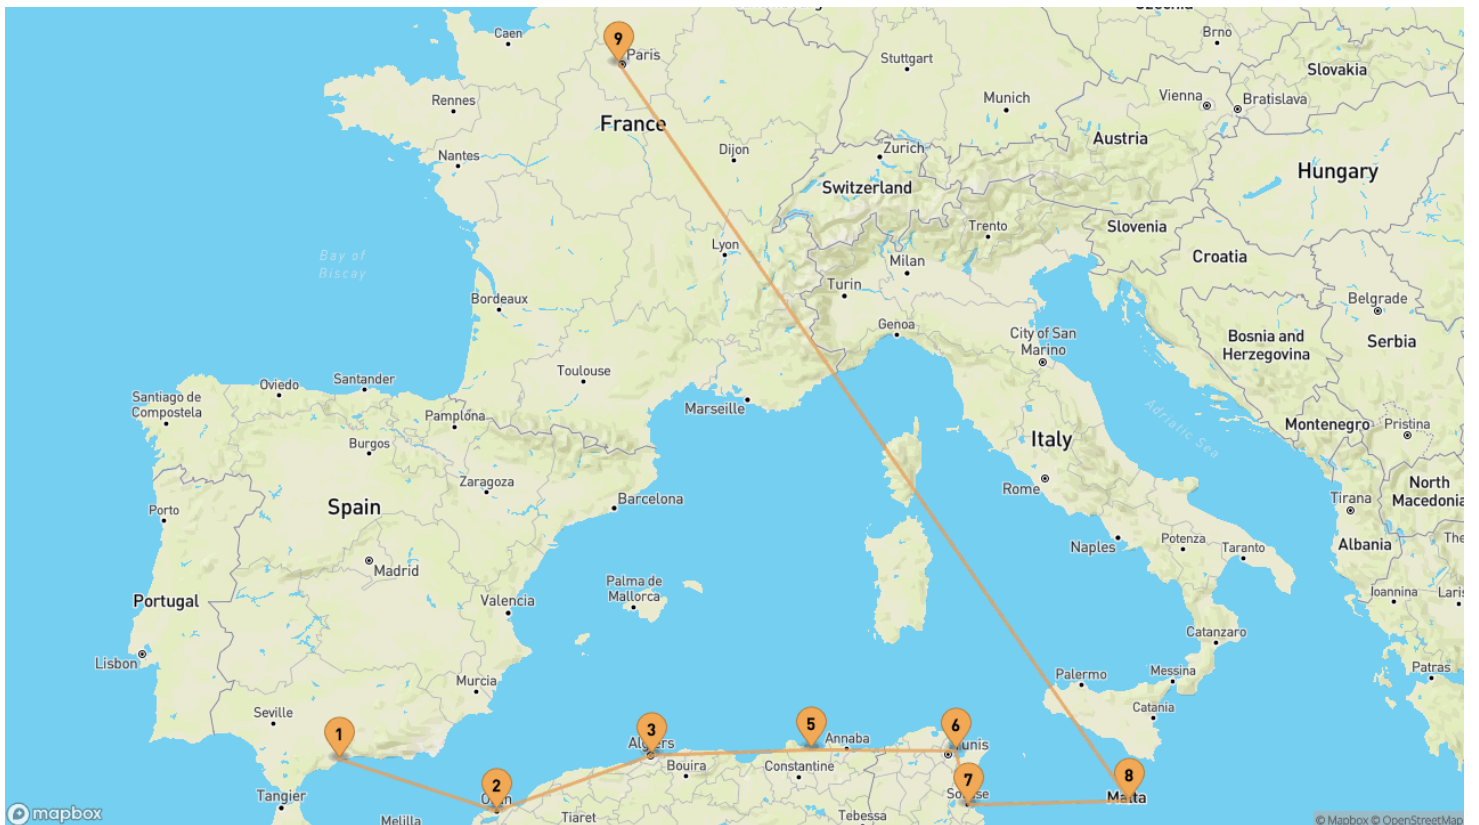 Czechia
Caen
9
Paris
Stuttgart
Brno
Slovakia
Rennes
Munich
Vienna
Bratislava
France
Austria
Nantes
Dijon
Zurich
Hungary
Switzerland
Trento
Slovenia
Lyon
Bay of
Biscay
Milan
Croatia
Turin
Bordeaux
Belgrade
Genoa
City of San
Marino
Bosnia and
Herzegovina
Serbia
Toulouse
Santander
Oviedo
Santiago de
Compostela
Marseille
Pamplona
Adriatic Sea
Montenegro
Pristina
Burgos
Italy
Zaragoza
Rome
North
Macedonia
Barcelona
Tirana
Spain
Porto
Naples
Potenza
Taranto
Albania
Madrid
Palma de
Mallorca
Ioannina
Portugal
Valencia
Catanzaro
Lisbon
Murcia
Palermo
Messina
Patras
Seville
Catania
1
3
5
6
Algiers
Annaba
Tunis
Bouira
Constantine
2
7
8
Tangier
Oran
Sousse
Malta
mapbox
Melilla
Tiaret
Tebessa
© Mapbox © OpenStreetMap